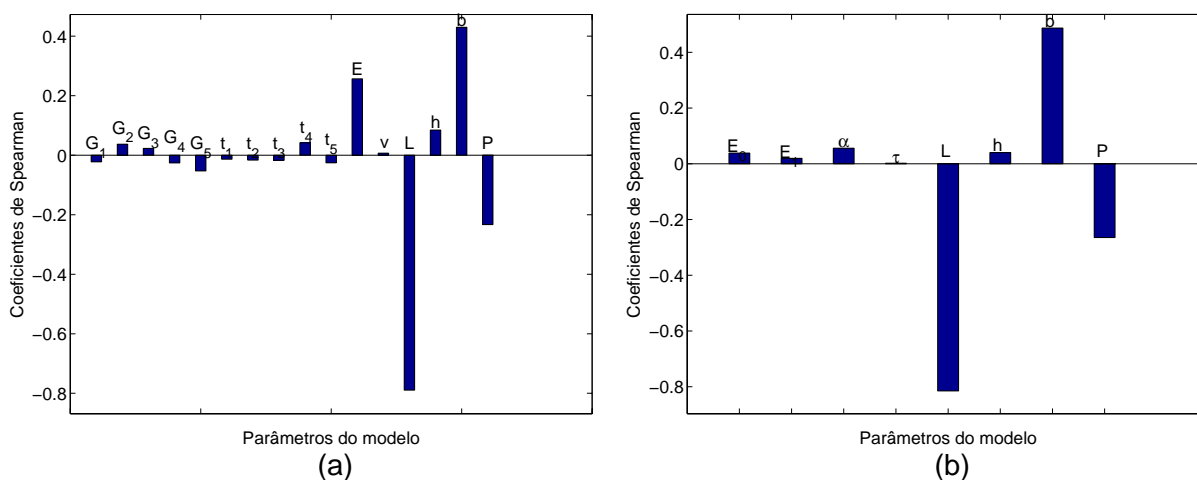 0.4
0.2
0
−0.2
−0.4
−0.6
−0.8
Coeficientes de Spearman
G1 G2 G3 G4 G5 t1 t2 t3 t4 t5 E v L h b P
Parâmetros do modelo
(a)
0.4
0.2
0
−0.2
−0.4
−0.6
−0.8
Coeficientes de Spearman
E0 E α τ L h b P
Parâmetros do modelo
(b)